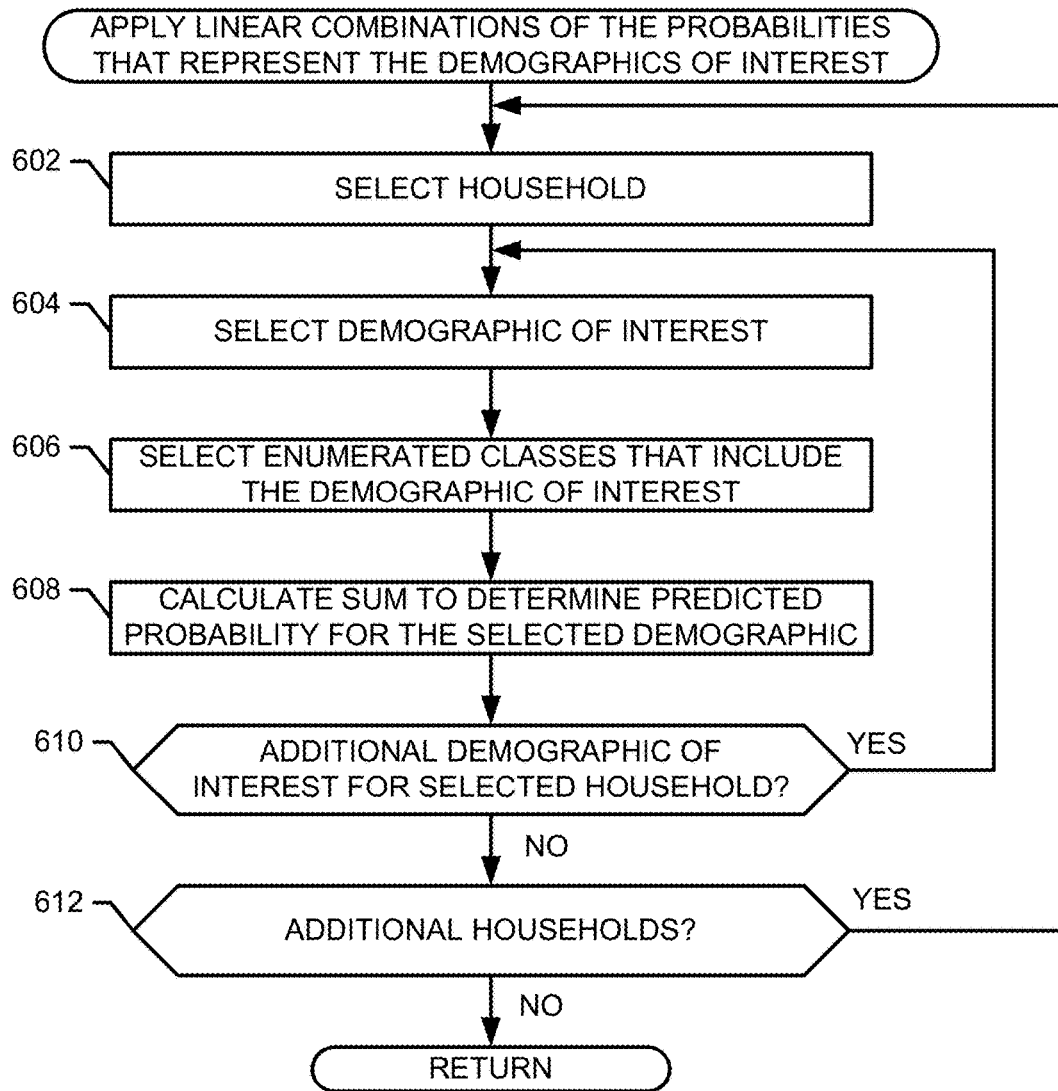 APPLY LINEAR COMBINATIONS OF THE PROBABILITIES
THAT REPRESENT THE DEMOGRAPHICS OF INTEREST
602
SELECT HOUSEHOLD
604
SELECT DEMOGRAPHIC OF INTEREST
606
SELECT ENUMERATED CLASSES THAT INCLUDE
THE DEMOGRAPHIC OF INTEREST
608
CALCULATE SUM TO DETERMINE PREDICTED
PROBABILITY FOR THE SELECTED DEMOGRAPHIC
610
ADDITIONAL DEMOGRAPHIC OF
INTEREST FOR SELECTED HOUSEHOLD?
YES
NO
612
ADDITIONAL HOUSEHOLDS?
YES
NO
RETURN